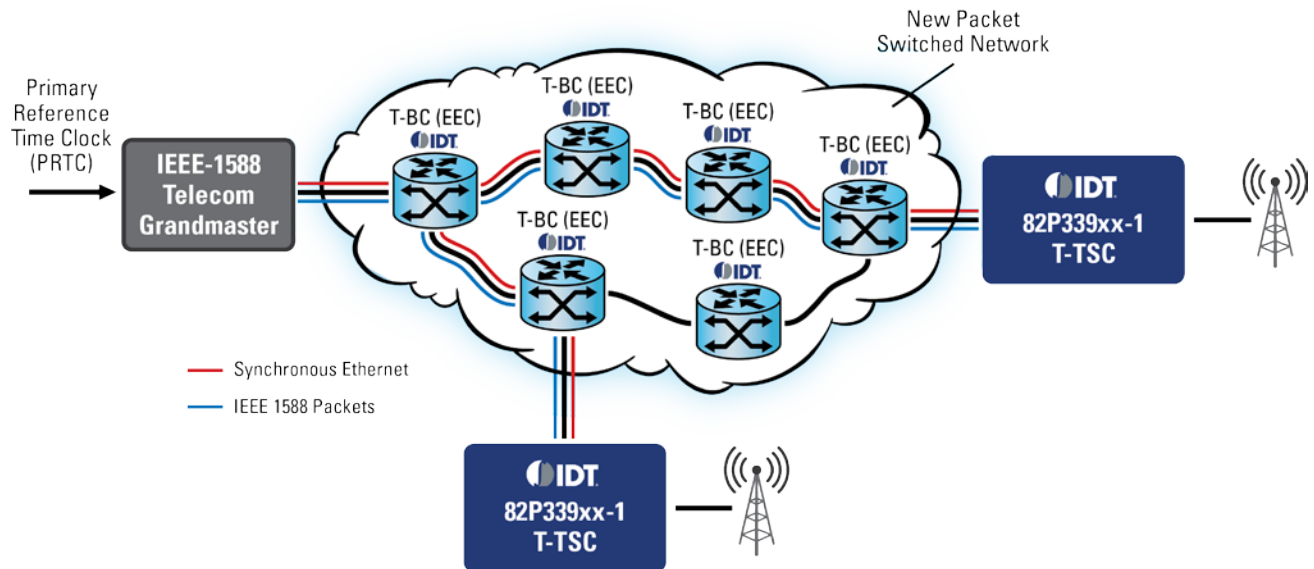 New Packet
Switched Network
Primary
Reference
Time Clock
(PRTC)
IEEE-1588
Telecom
Grandmaster
T-BC (EEC)
IDT
T-BC (EEC)
IDT
T-BC (EEC)
IDT
T-BC (EEC)
IDT
T-BC (EEC)
IDT
T-BC (EEC)
IDT
IDT
82P339xx-1
T-TSC
Synchronous Ethernet
IEEE 1588 Packets
IDT
82P339xx-1
T-TSC